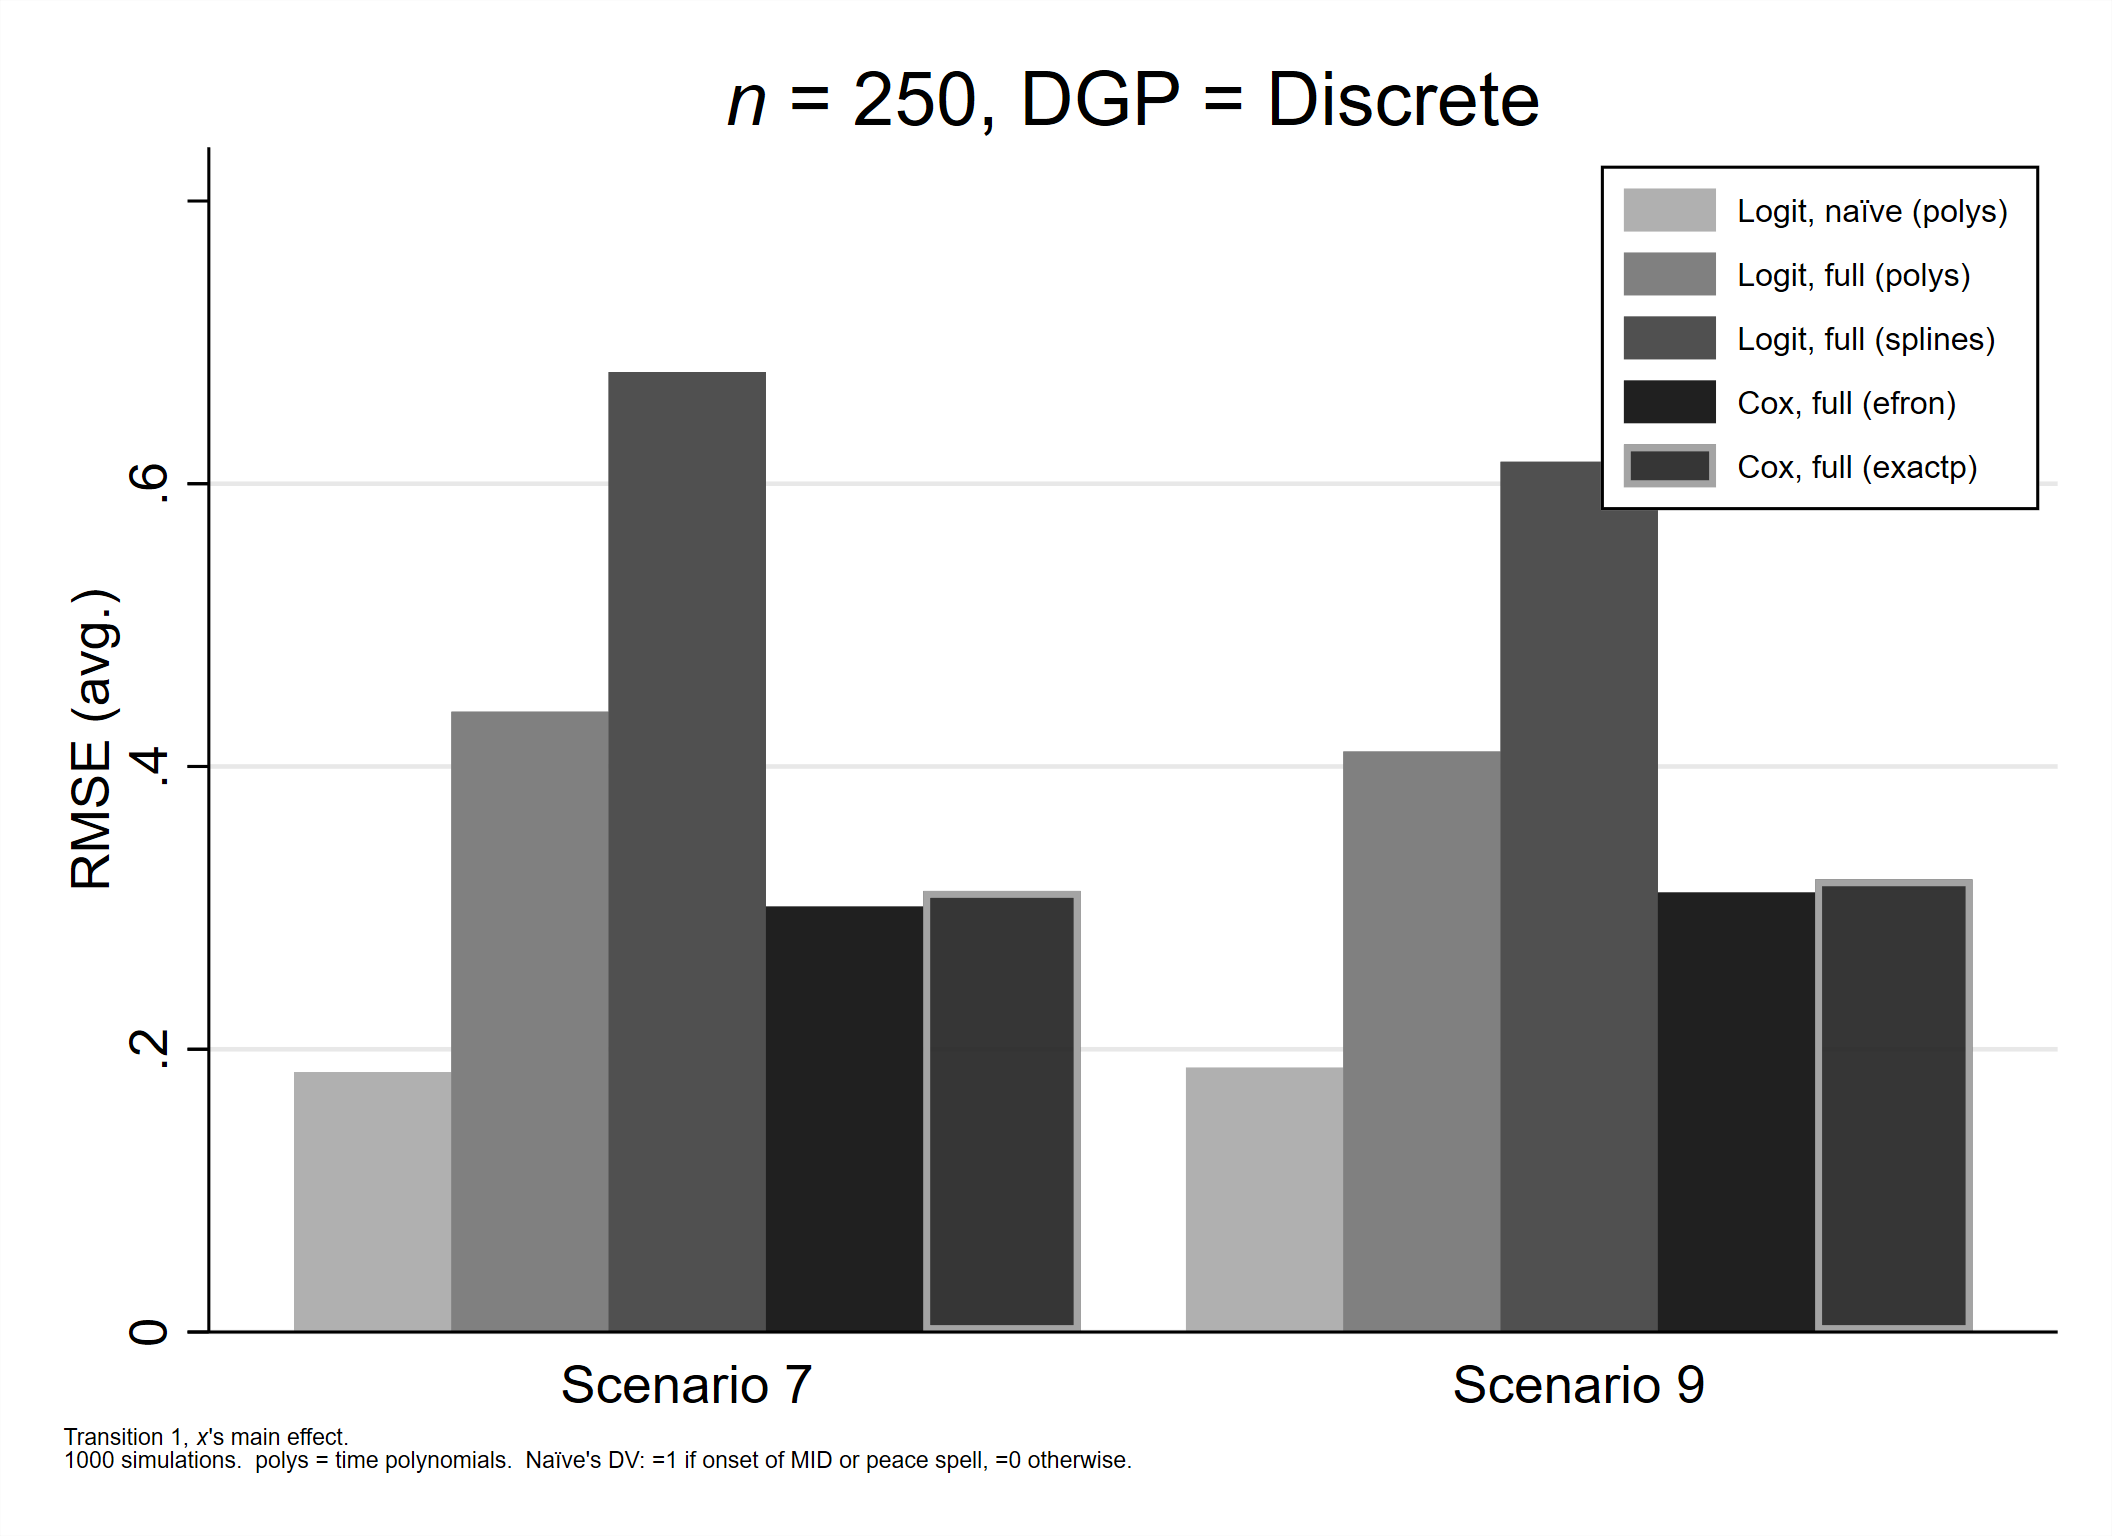 n = 250, DGP = Discrete
Logit, naïve (polys)
Logit, full (polys)
Logit, full (splines)
Cox, full (efron)
Cox, full (exactp)
RMSE (avg.)
.6
.4
.2
0
Scenario 7
Scenario 9
Transition 1, x's main effect.
1000 simulations.  polys = time polynomials.  Naïve's DV: =1 if onset of MID or peace spell, =0 otherwise.